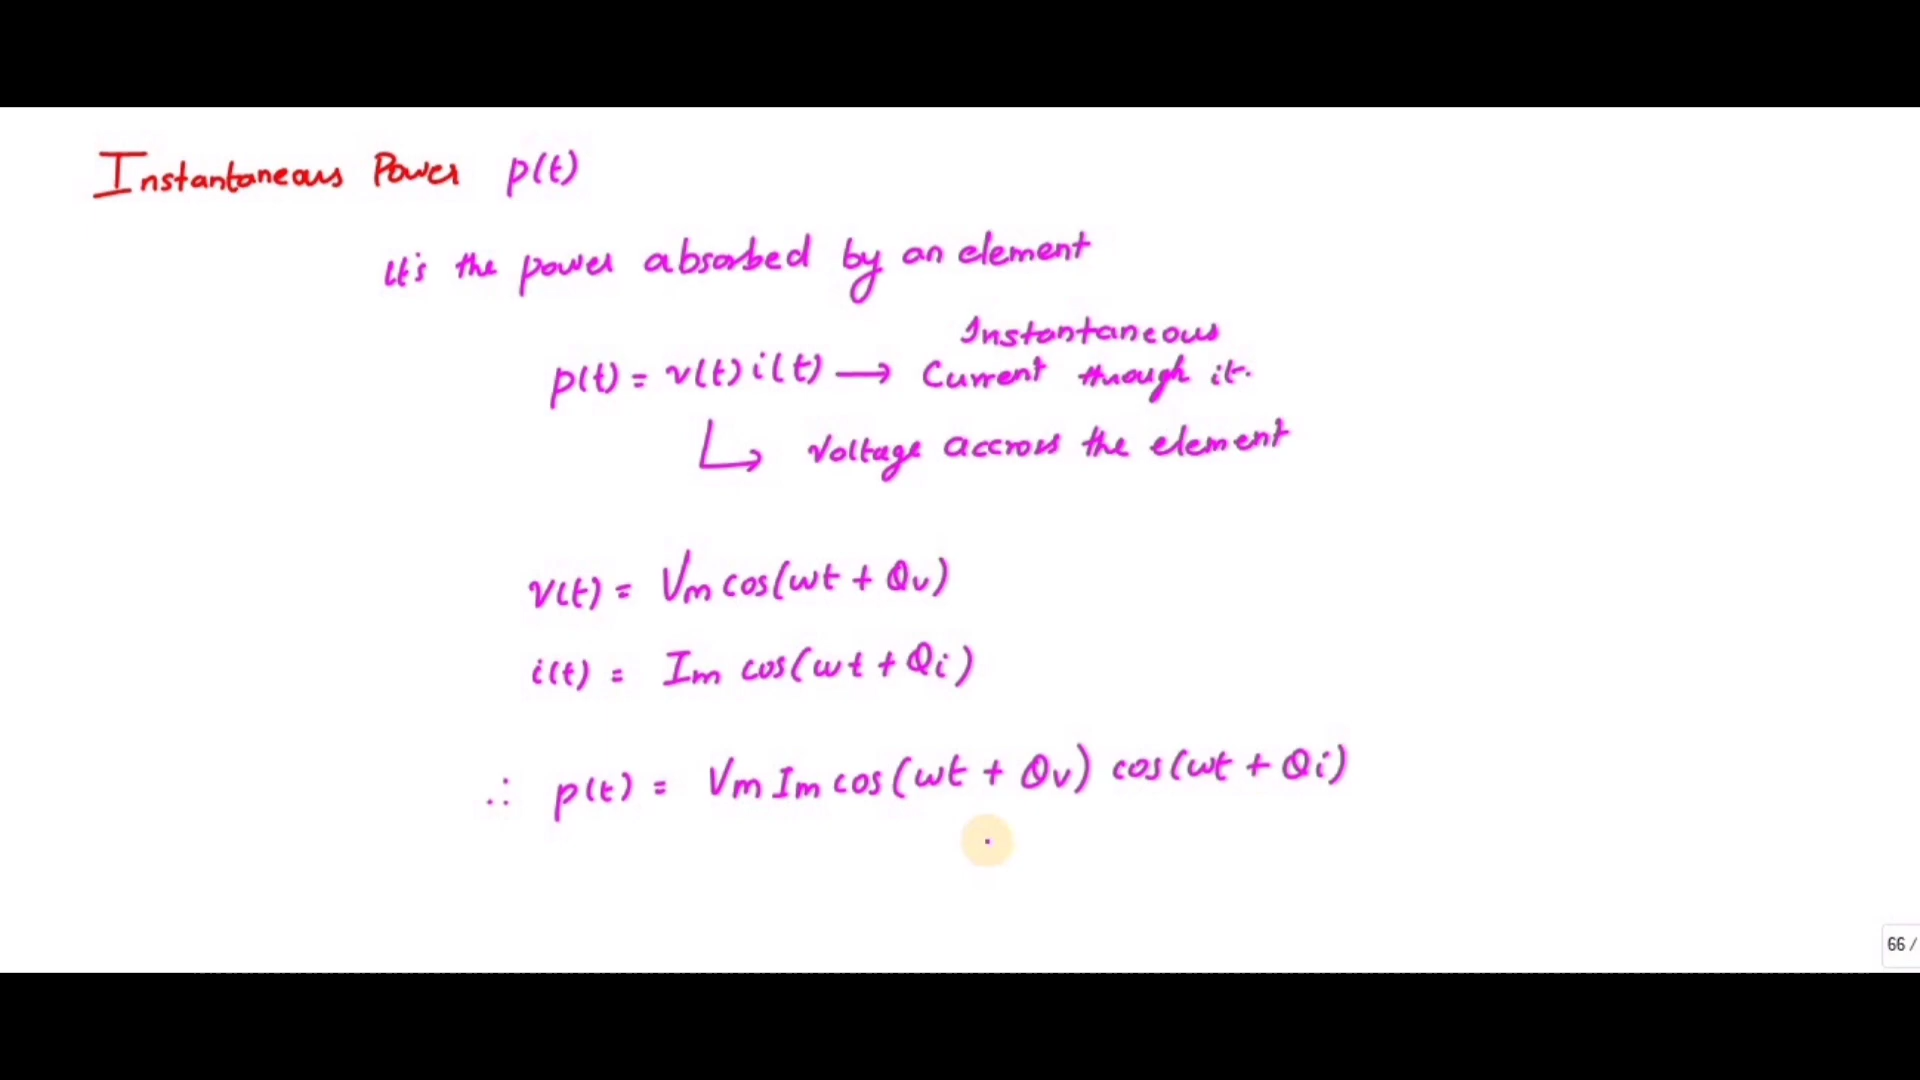 Instantaneous Power p(t)
It's the power absorbed by an element
Instantaneous
p(t) = v(t) i(t) → Current through it.
↳ Voltage accross the element
v(t) = Vm cos(ωt + θv)
i(t) = Im cos(ωt + θi)
∴ p(t) = Vm Im cos(ωt + θv) cos(ωt + θi)
66 /